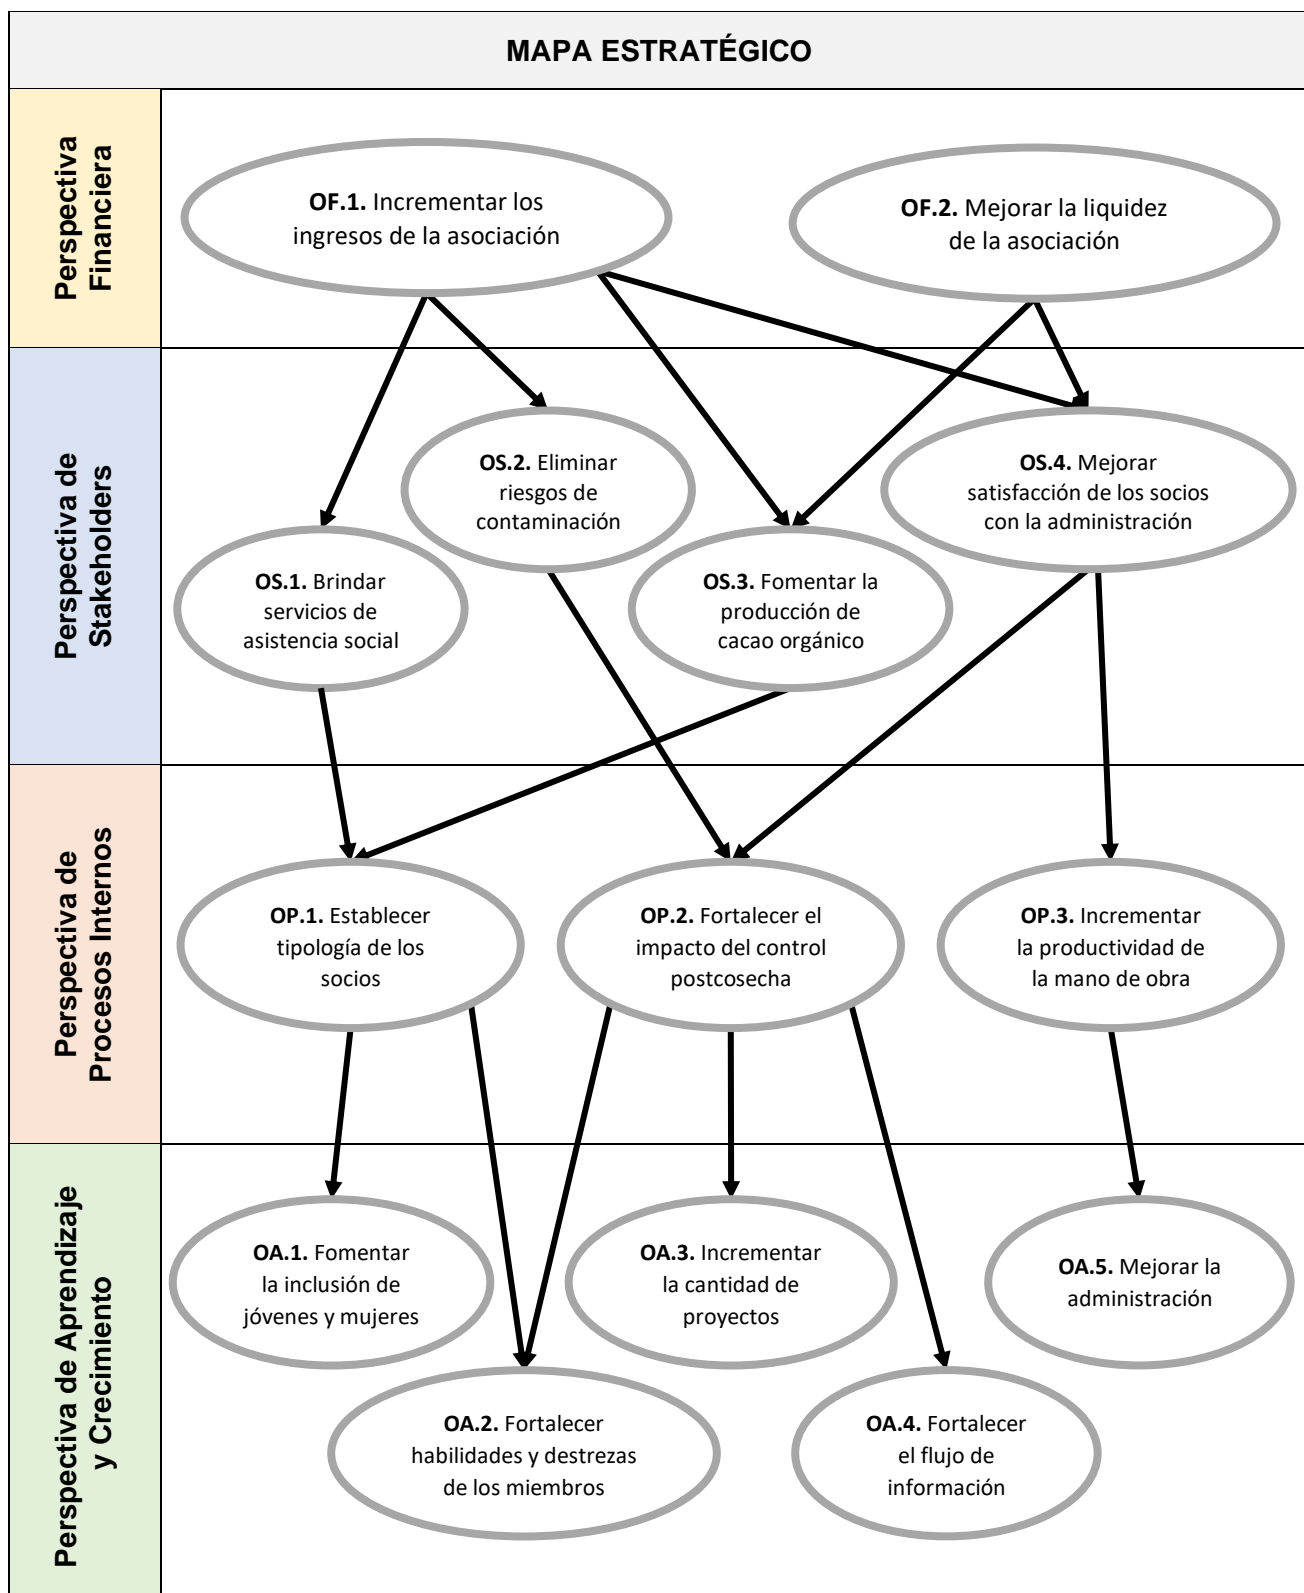 MAPA ESTRATÉGICO
Perspectiva
Financiera
OF.1. Incrementar los
ingresos de la asociación
OF.2. Mejorar la liquidez
de la asociación
Perspectiva de
Stakeholders
OS.2. Eliminar
riesgos de
contaminación
OS.4. Mejorar
satisfacción de los socios
con la administración
OS.1. Brindar
servicios de
asistencia social
OS.3. Fomentar la
producción de
cacao orgánico
Perspectiva de
Procesos Internos
OP.1. Establecer
tipología de los
socios
OP.2. Fortalecer el
impacto del control
postcosecha
OP.3. Incrementar
la productividad de
la mano de obra
Perspectiva de Aprendizaje
y Crecimiento
OA.1. Fomentar
la inclusión de
jóvenes y mujeres
OA.3. Incrementar
la cantidad de
proyectos
OA.5. Mejorar la
administración
OA.2. Fortalecer
habilidades y destrezas
de los miembros
OA.4. Fortalecer
el flujo de
información